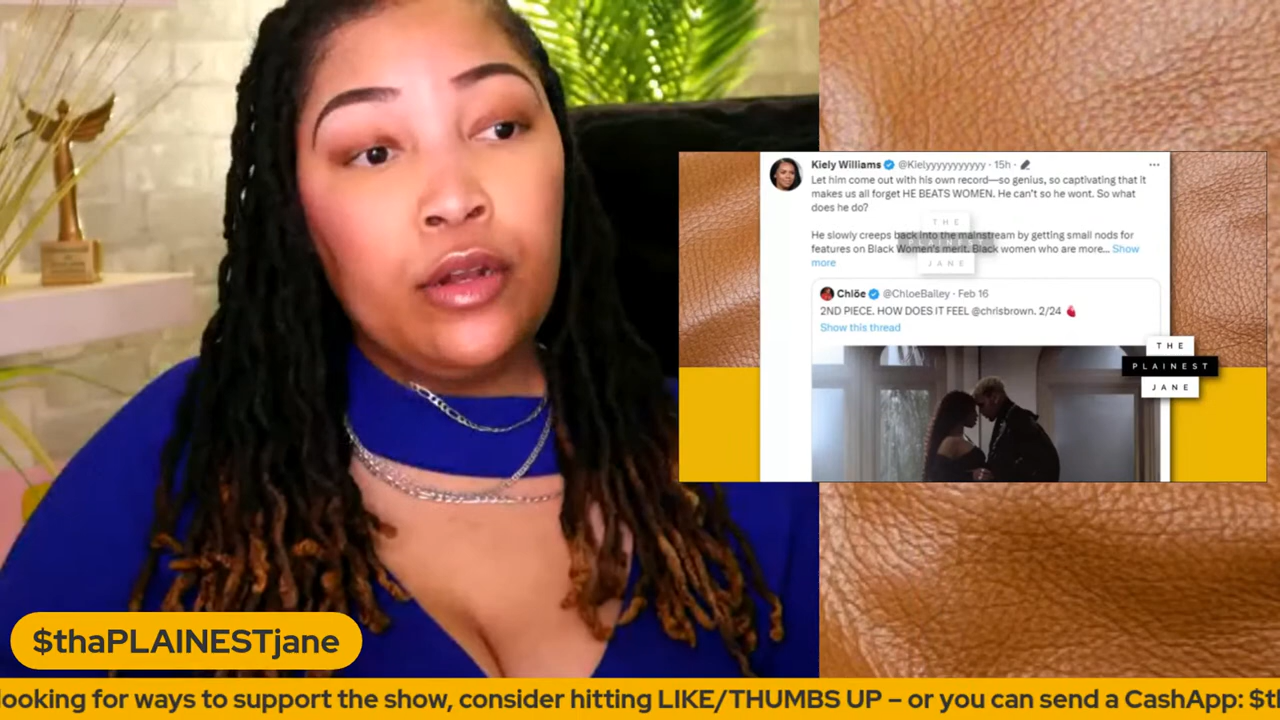 Kiely Williams @Kielyyyyyyyyyyy · 15h ·
Let him come out with his own record—so genius, so captivating that it
makes us all forget HE BEATS WOMEN. He can't so he wont. So what
does he do?
He slowly creeps back into the mainstream by getting small nods for
features on Black Women's merit. Black women who are more... Show
more
THE
PLAINEST
JANE
Chlöe @ChloeBailey · Feb 16
2ND PIECE. HOW DOES IT FEEL @chrisbrown. 2/24
Show this thread
THE
PLAINEST
JANE
$thaPLAINESTjane
looking for ways to support the show, consider hitting LIKE/THUMBS UP – or you can send a CashApp: